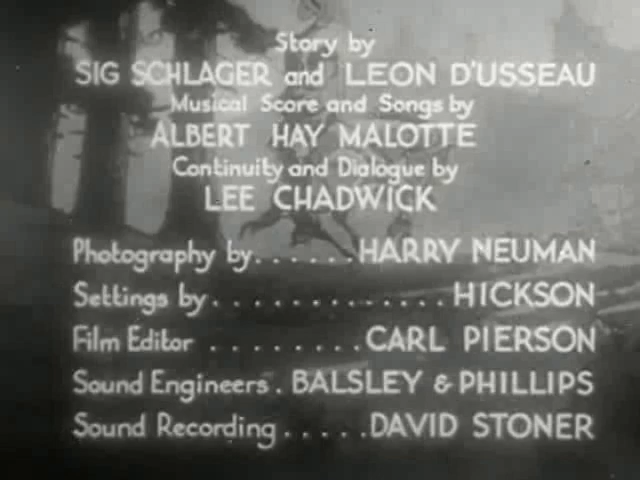 Story by
SIG SCHLAGER and LEON D'USSEAU
Musical Score and Songs by
ALBERT HAY MALOTTE
Continuity and Dialogue by
LEE CHADWICK
Photography by......HARRY NEUMAN
Settings by.............HICKSON
Film Editor ........CARL PIERSON
Sound Engineers.BALSLEY & PHILLIPS
Sound Recording.....DAVID STONER